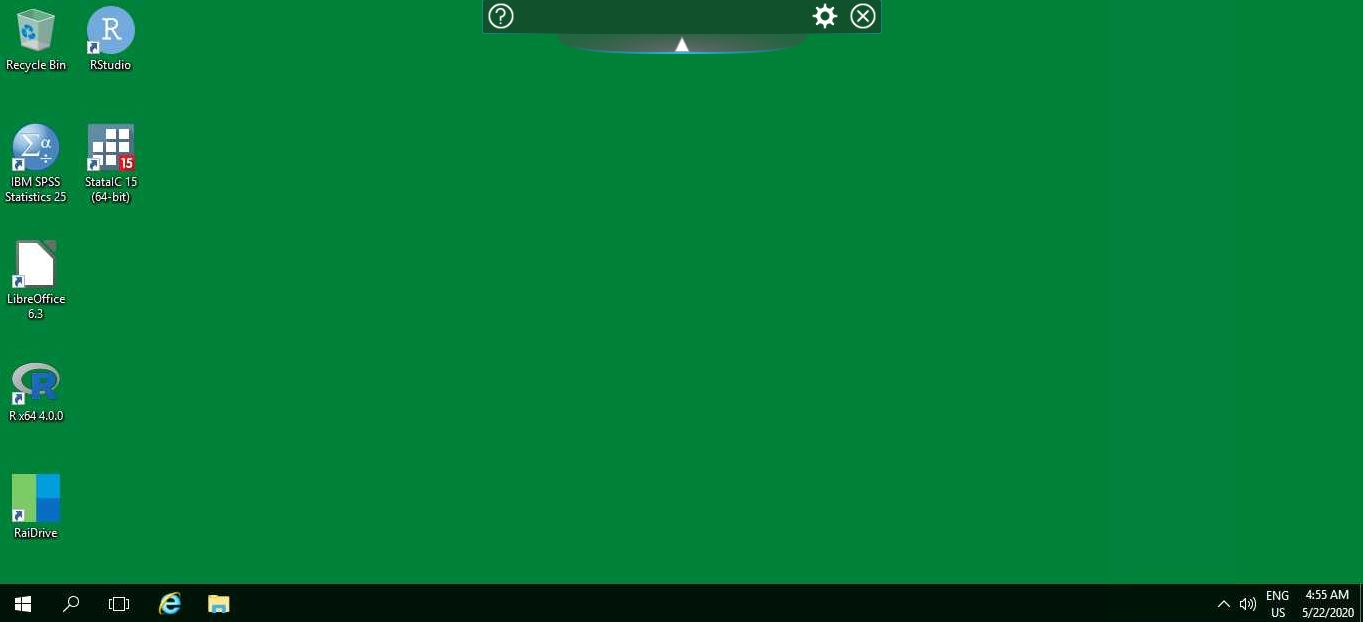 Recycle Bin
RStudio
IBM SPSS
Statistics 25
StataIC 15
(64-bit)
15
LibreOffice
6.3
R x64 4.0.0
RaiDrive
ENG
US
4:55 AM
5/22/2020